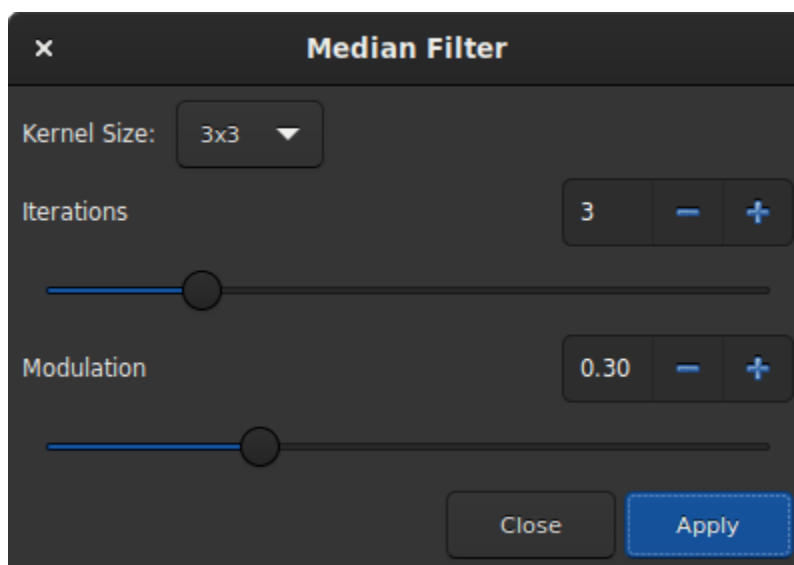 Median Filter
Kernel Size: 3x3
Iterations 3
Modulation 0.30
Close Apply